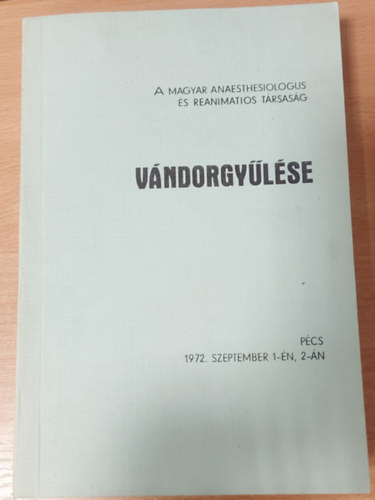 A MAGYAR ANAESTHESIOLOGUS
ÉS REANIMATIOS TÁRSASÁG
VÁNDORGYŰLÉSE
PÉCS
1972. SZEPTEMBER 1-ÉN, 2-ÁN